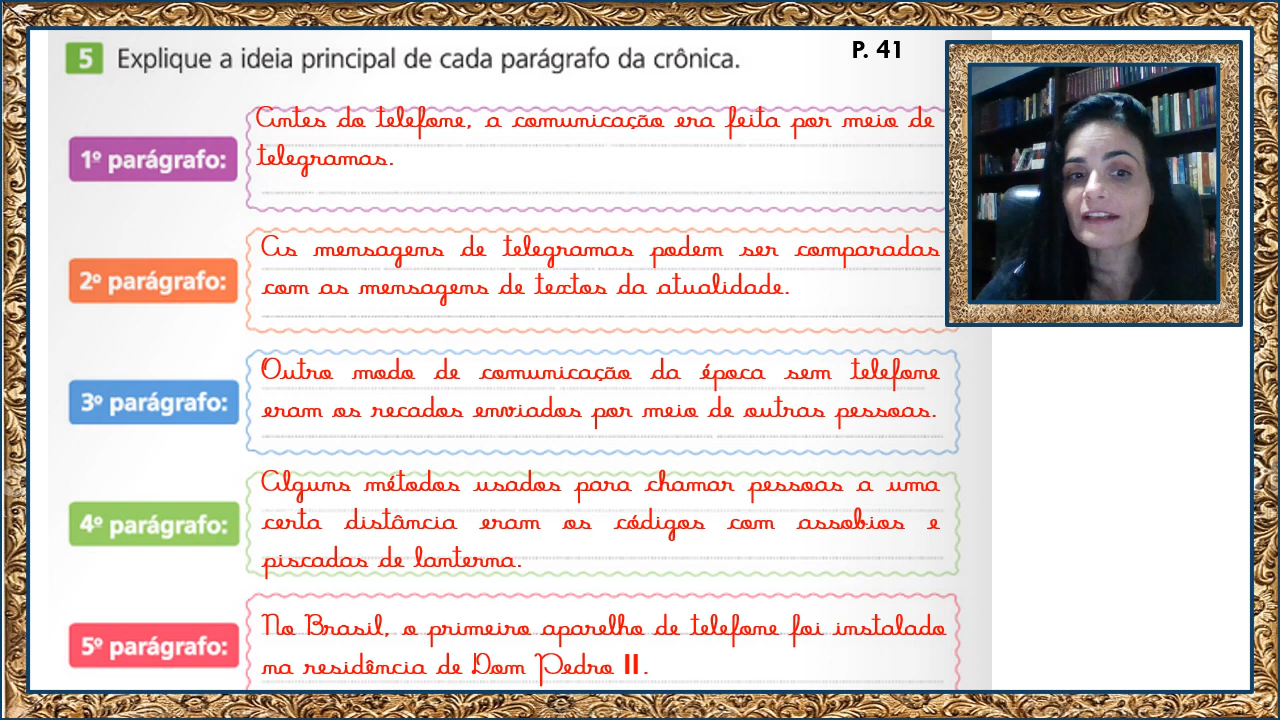 5 Explique a ideia principal de cada parágrafo da crônica.
P. 41
1º parágrafo:
Antes do telefone, a comunicação era feita por meio de
telegramas.
2º parágrafo:
As mensagens de telegramas podem ser comparadas
com as mensagens de textos da atualidade.
3º parágrafo:
Outro modo de comunicação da época sem telefone
eram os recados enviados por meio de outras pessoas.
4º parágrafo:
Alguns métodos usados para chamar pessoas a uma
certa distância eram os códigos com assobios e
piscadas de lanterna.
5º parágrafo:
No Brasil, o primeiro aparelho de telefone foi instalado
na residência de Dom Pedro II.